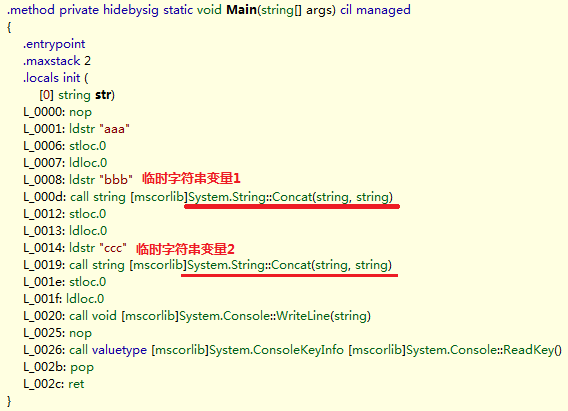 .method private hidebysig static void Main(string[] args) cil managed
{
.entrypoint
.maxstack 2
.locals init (
[0] string str)
L_0000: nop
L_0001: ldstr "aaa"
L_0006: stloc.0
L_0007: ldloc.0
L_0008: ldstr "bbb" 临时字符串变量1
L_000d: call string [mscorlib]System.String::Concat(string, string)
L_0012: stloc.0
L_0013: ldloc.0
L_0014: ldstr "ccc" 临时字符串变量2
L_0019: call string [mscorlib]System.String::Concat(string, string)
L_001e: stloc.0
L_001f: ldloc.0
L_0020: call void [mscorlib]System.Console::WriteLine(string)
L_0025: nop
L_0026: call valuetype [mscorlib]System.ConsoleKeyInfo [mscorlib]System.Console::ReadKey()
L_002b: pop
L_002c: ret
}